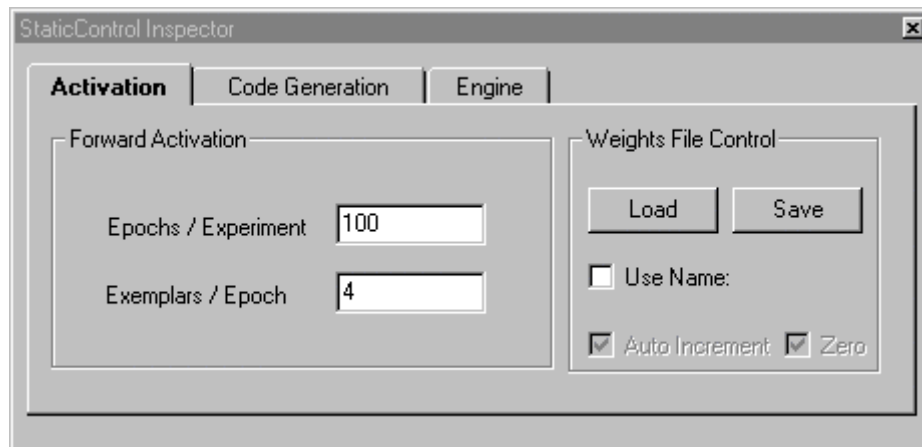 StaticControl Inspector
Activation Code Generation Engine
Forward Activation
Epochs / Experiment 100
Exemplars / Epoch 4
Weights File Control
Load Save
Use Name:
Auto Increment Zero